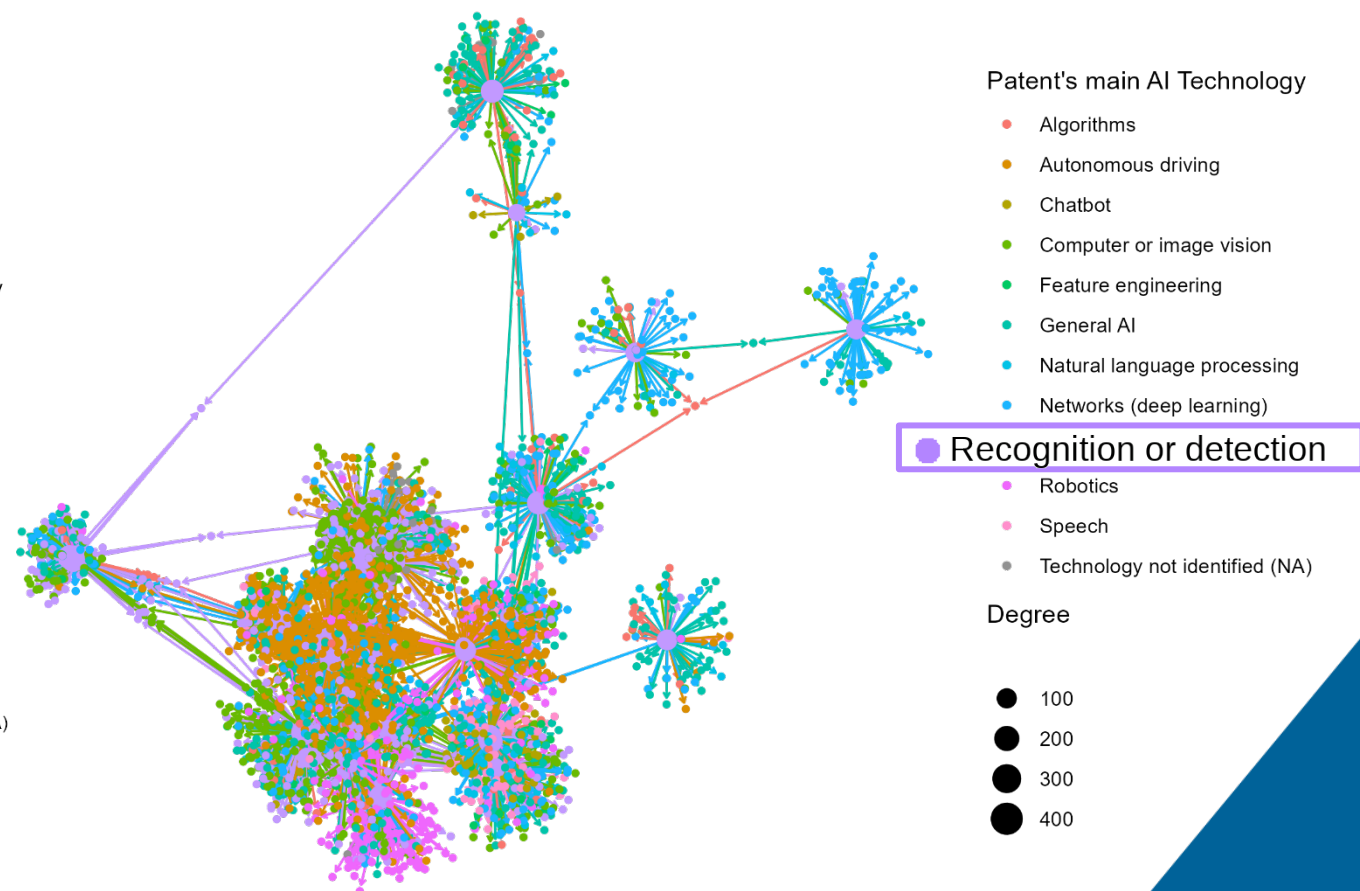 Patent's main AI Technology
Algorithms
Autonomous driving
Chatbot
Computer or image vision
Feature engineering
General AI
Natural language processing
Networks (deep learning)
Recognition or detection
Robotics
Speech
Technology not identified (NA)
Degree
100
200
300
400